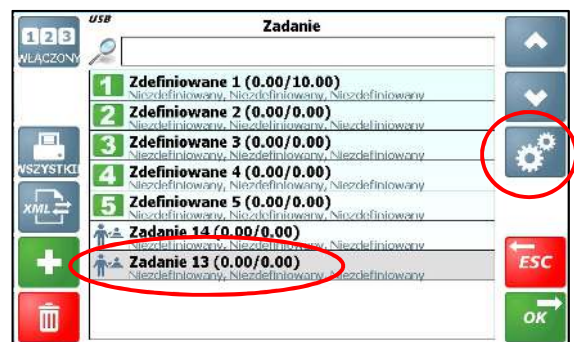 USB
Zadanie
1 2 3
WŁĄCZONY
1 Zdefiniowane 1 (0.00/10.00)
Niezdefiniowany, Niezdefiniowany, Niezdefiniowany
2 Zdefiniowane 2 (0.00/0.00)
Niezdefiniowany, Niezdefiniowany, Niezdefiniowany
3 Zdefiniowane 3 (0.00/0.00)
Niezdefiniowany, Niezdefiniowany, Niezdefiniowany
WSZYSTKIE
4 Zdefiniowane 4 (0.00/0.00)
Niezdefiniowany, Niezdefiniowany, Niezdefiniowany
XML
5 Zdefiniowane 5 (0.00/0.00)
Niezdefiniowany, Niezdefiniowany, Niezdefiniowany
Zadanie 14 (0.00/0.00)
Niezdefiniowany, Niezdefiniowany, Niezdefiniowany
Zadanie 13 (0.00/0.00)
Niezdefiniowany, Niezdefiniowany, Niezdefiniowany
ESC
OK